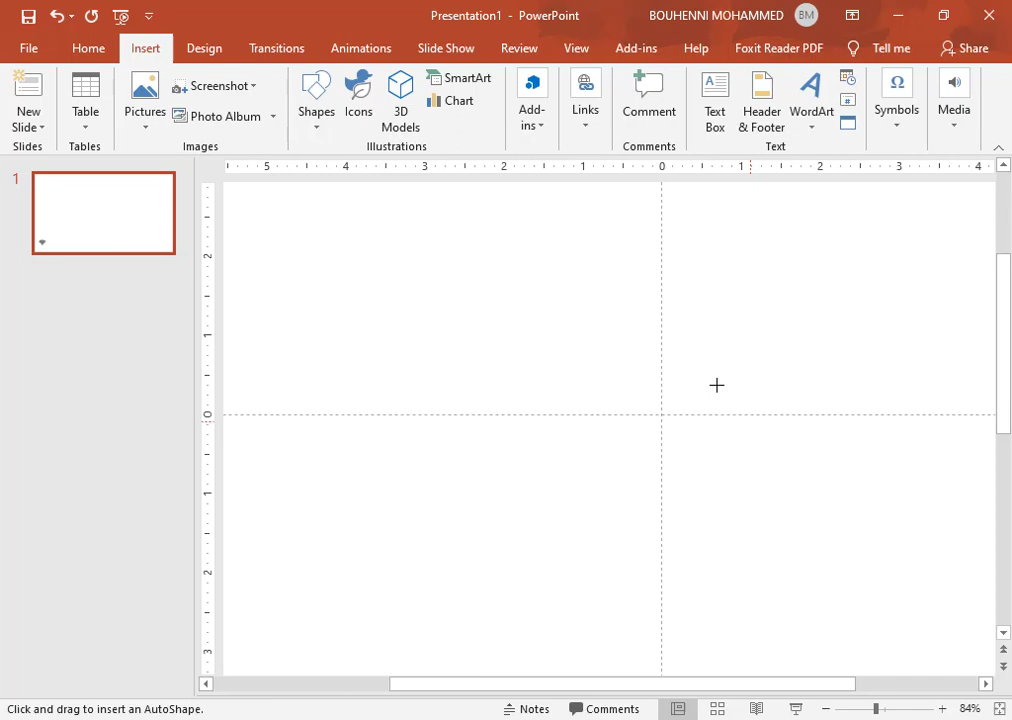 Presentation1 - PowerPoint
BOUHENNI MOHAMMED BM
File Home Insert Design Transitions Animations Slide Show Review View Add-ins Help Foxit Reader PDF Tell me Share
New Slide
Table
Pictures
Screenshot
Photo Album
Shapes
Icons
3D Models
SmartArt
Chart
Add-ins
Links
Comment
Text Box
Header & Footer
WordArt
Symbols
Media
Slides Tables Images Illustrations Comments Text
5 4 3 2 1 0 1 2 3 4
1
2
1
0
1
2
3
Click and drag to insert an AutoShape.
Notes Comments 84%